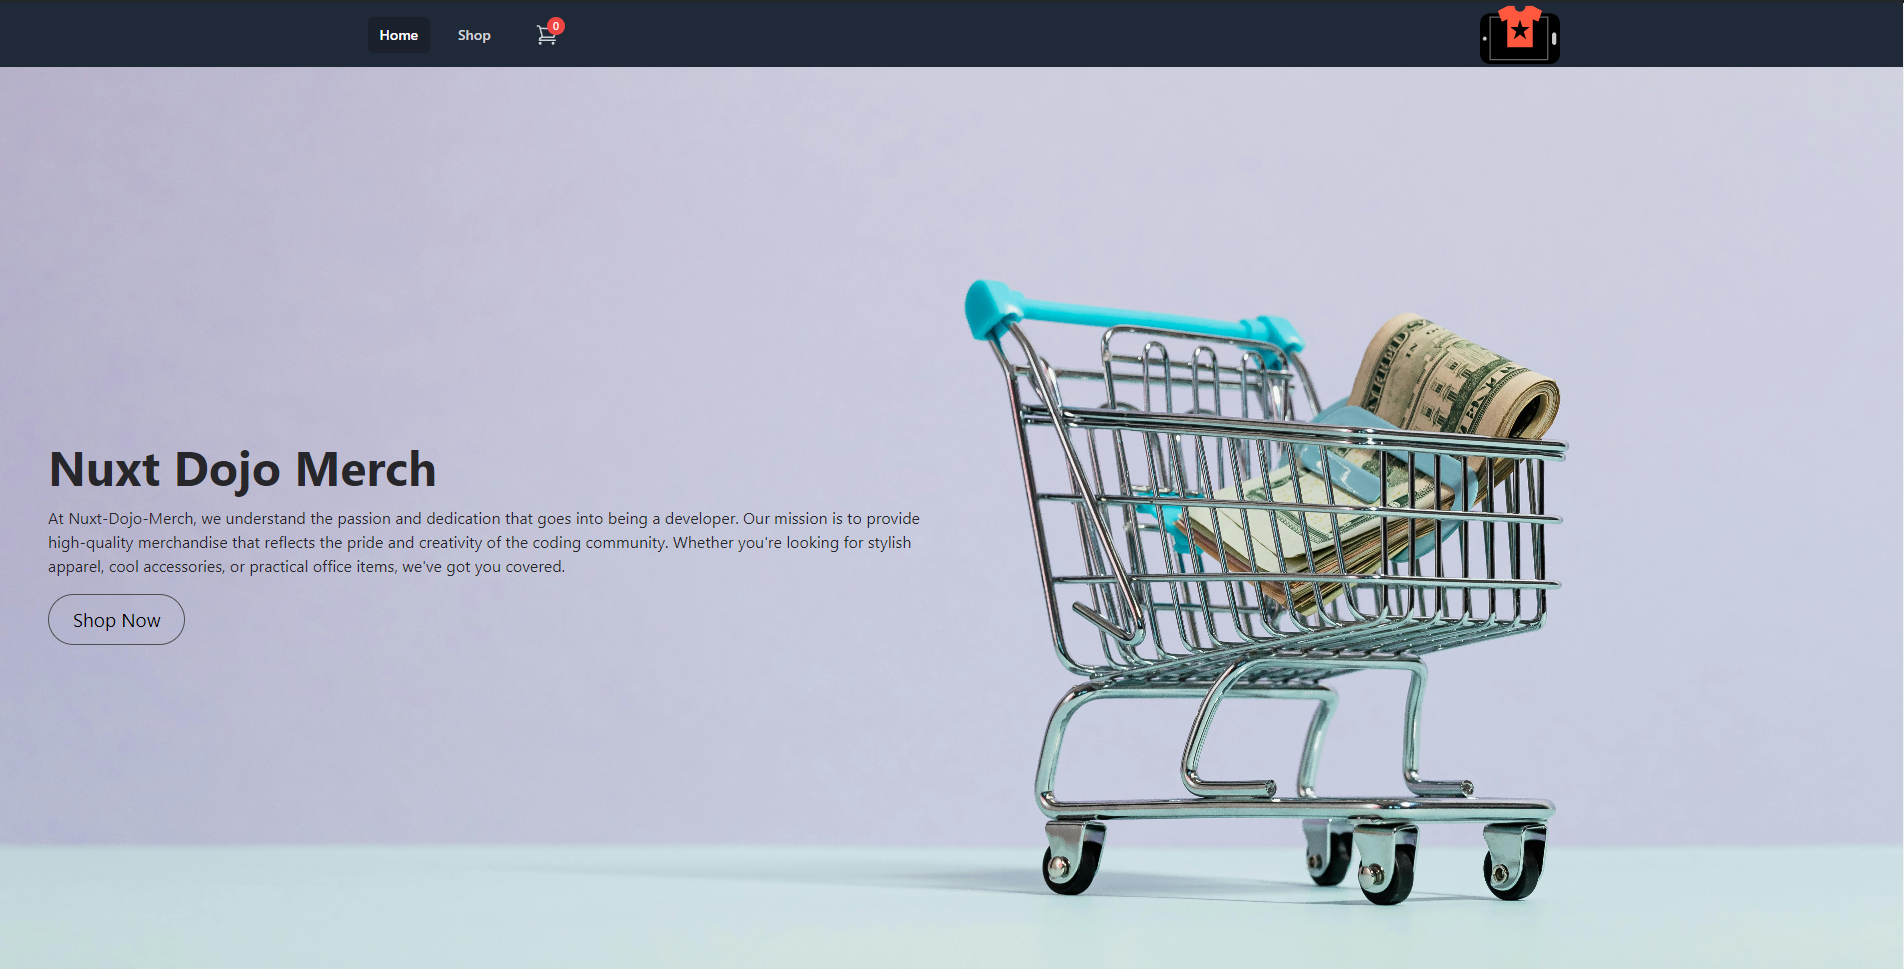 Home
Shop
0
Nuxt Dojo Merch
At Nuxt-Dojo-Merch, we understand the passion and dedication that goes into being a developer. Our mission is to provide
high-quality merchandise that reflects the pride and creativity of the coding community. Whether you're looking for stylish
apparel, cool accessories, or practical office items, we've got you covered.
Shop Now